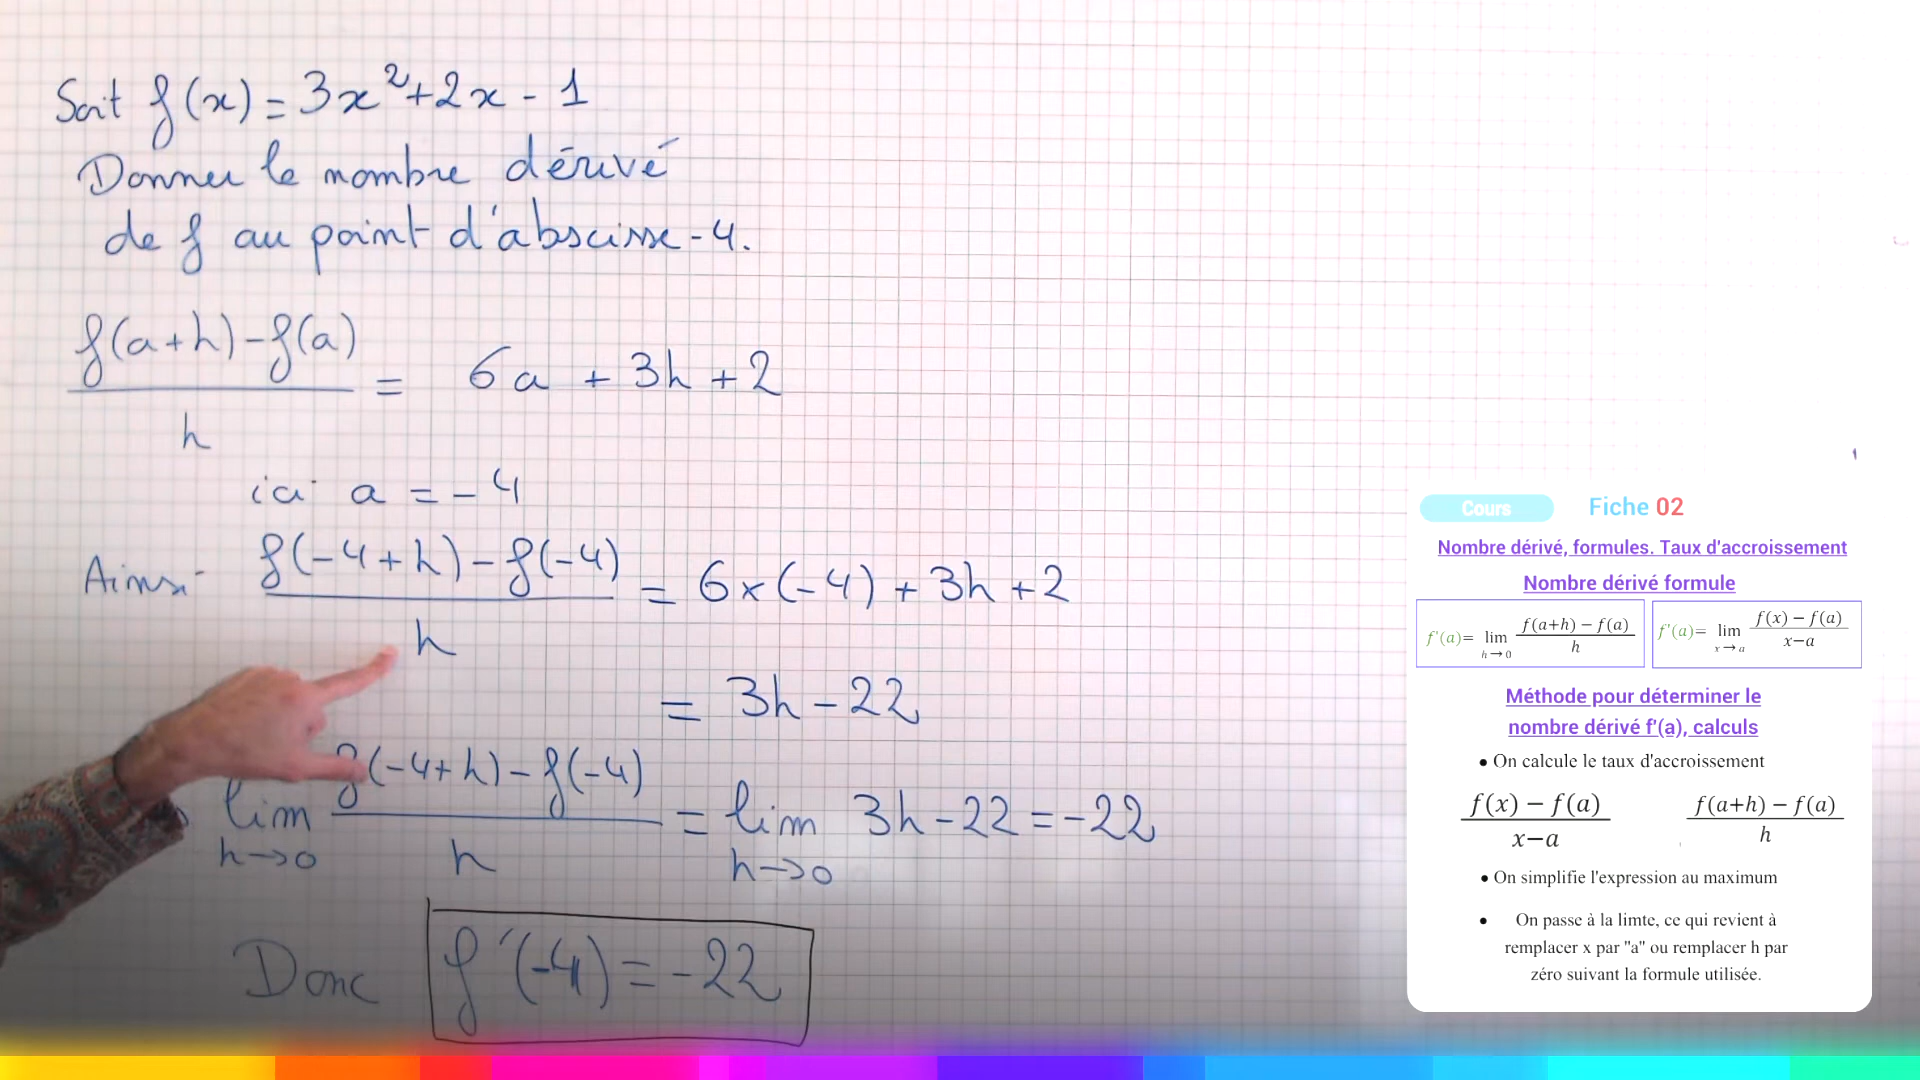 Soit f(x) = 3x²+2x - 1
Donner le nombre dérivé
de f au point d'abscisse -4.
f(a+h) - f(a)
h
= 6a + 3h + 2
ici a = -4
Ainsi f(-4+h) - f(-4)
h
= 6x(-4) + 3h + 2
= 3h - 22
lim h→0 f(-4+h) - f(-4)
h
= lim h→0 3h - 22 = -22
Donc f'(-4) = -22
Cours Fiche 02
Nombre dérivé, formules. Taux d'accroissement
Nombre dérivé formule
f'(a)= lim h→0 f(a+h) − f(a)
h
f'(a)= lim x→a f(x) − f(a)
x−a
Méthode pour déterminer le
nombre dérivé f'(a), calculs
• On calcule le taux d'accroissement
f(x) − f(a)
x−a
f(a+h) − f(a)
h
• On simplifie l'expression au maximum
• On passe à la limte, ce qui revient à
remplacer x par "a" ou remplacer h par
zéro suivant la formule utilisée.